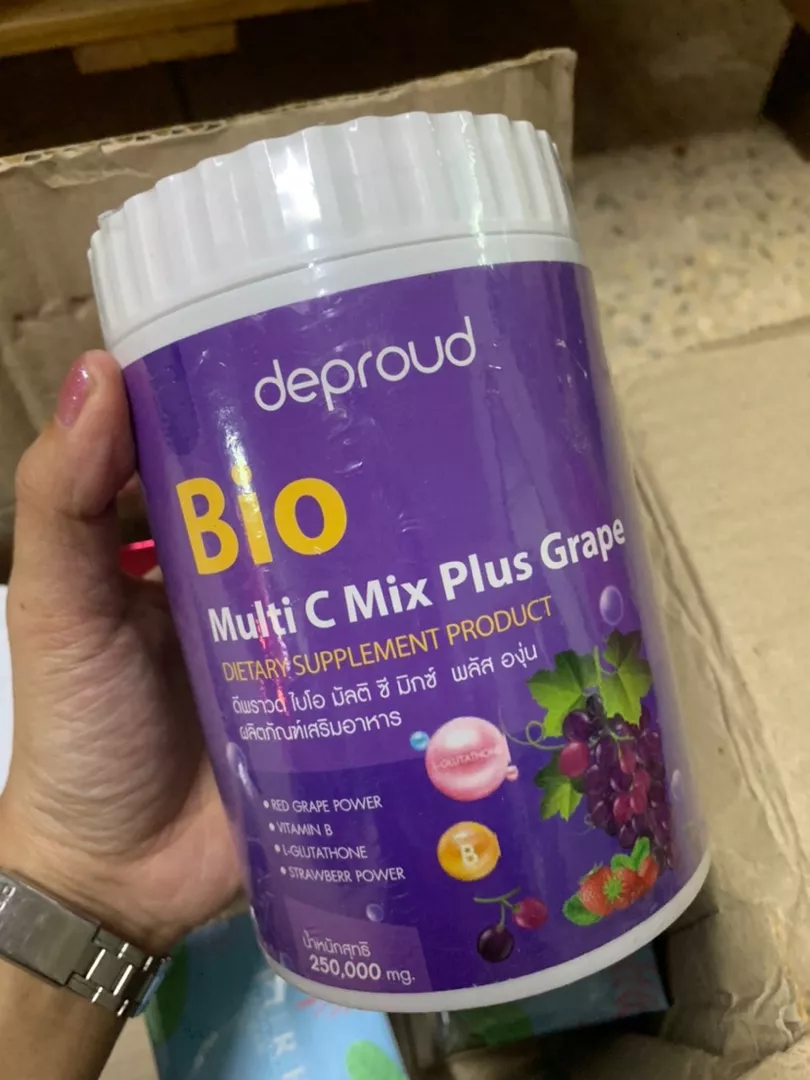 deproud
Bio
Multi C Mix Plus Grape
DIETARY SUPPLEMENT PRODUCT
ดีพราวด์ ไบโอ มัลติ ซี มิกซ์ พลัส องุ่น
ผลิตภัณฑ์เสริมอาหาร
L-GLUTATHONE
• RED GRAPE POWER
• VITAMIN B
• L-GLUTATHONE
• STRAWBERR POWER
B
น้ำหนักสุทธิ
250,000 mg.